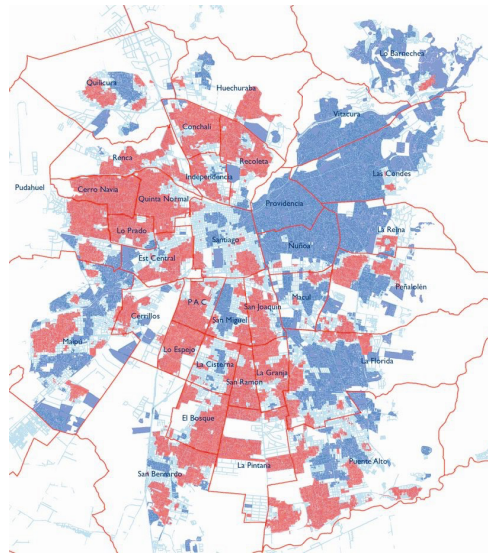 Lo Barnechea
Quilicura
Huechuraba
Vitacura
Conchalí
Renca
Recoleta
Las Condes
Independencia
Pudahuel
Cerro Navia
Quinta Normal
Providencia
Lo Prado
Santiago
Ñuñoa
La Reina
Est Central
Peñalolén
P.A.C.
San Joaquín
Macul
Cerrillos
San Miguel
Maipú
Lo Espejo
La Cisterna
La Granja
La Florida
San Ramón
El Bosque
La Pintana
Puente Alto
San Bernardo